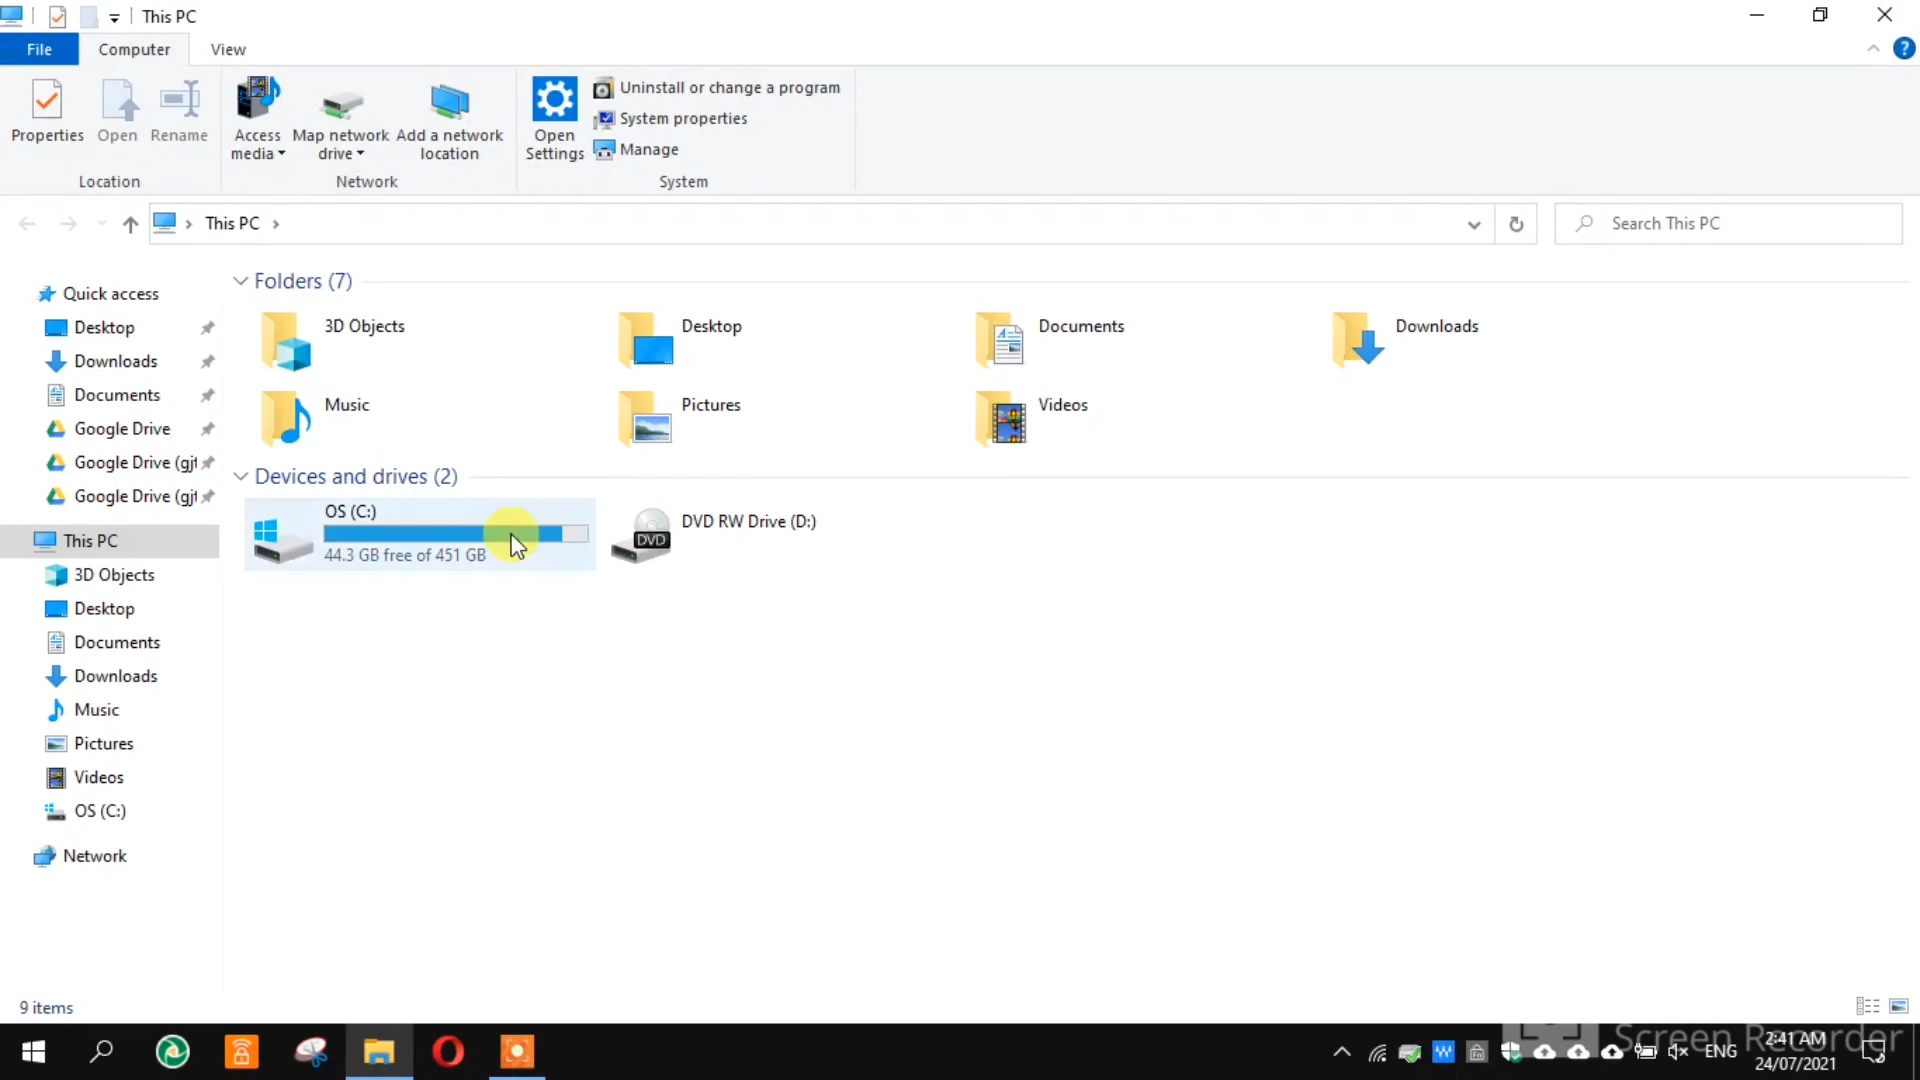 This PC
File
Computer
View
Properties
Open
Rename
Access
media
Map network
drive
Add a network
location
Open
Settings
Uninstall or change a program
System properties
Manage
Location
Network
System
This PC
Search This PC
Quick access
Desktop
Downloads
Documents
Google Drive
Google Drive (gjt
Google Drive (gjt
This PC
3D Objects
Desktop
Documents
Downloads
Music
Pictures
Videos
OS (C:)
Network
Folders (7)
3D Objects
Desktop
Documents
Downloads
Music
Pictures
Videos
Devices and drives (2)
OS (C:)
44.3 GB free of 451 GB
DVD
DVD RW Drive (D:)
9 items
Screen Recorder
ENG
2:41 AM
24/07/2021